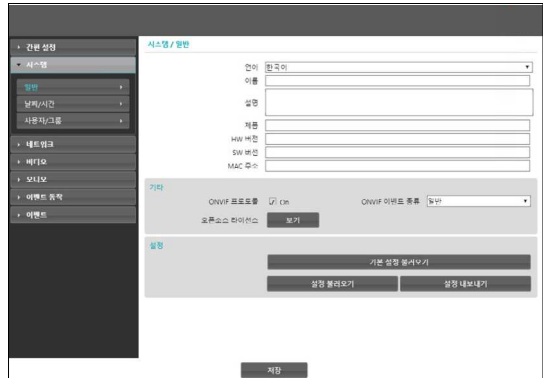 간편 설정
시스템
일반
날짜/시간
사용자/그룹
네트워크
비디오
오디오
이벤트 동작
이벤트
시스템 / 일반
언어 한국어
이름
설명
제품
HW 버전
SW 버전
MAC 주소
기타
ONVIF 프로토콜 On ONVIF 이벤트 종류 일반
오픈소스 라이선스 보기
설정
기본 설정 불러오기
설정 불러오기 설정 내보내기
저장